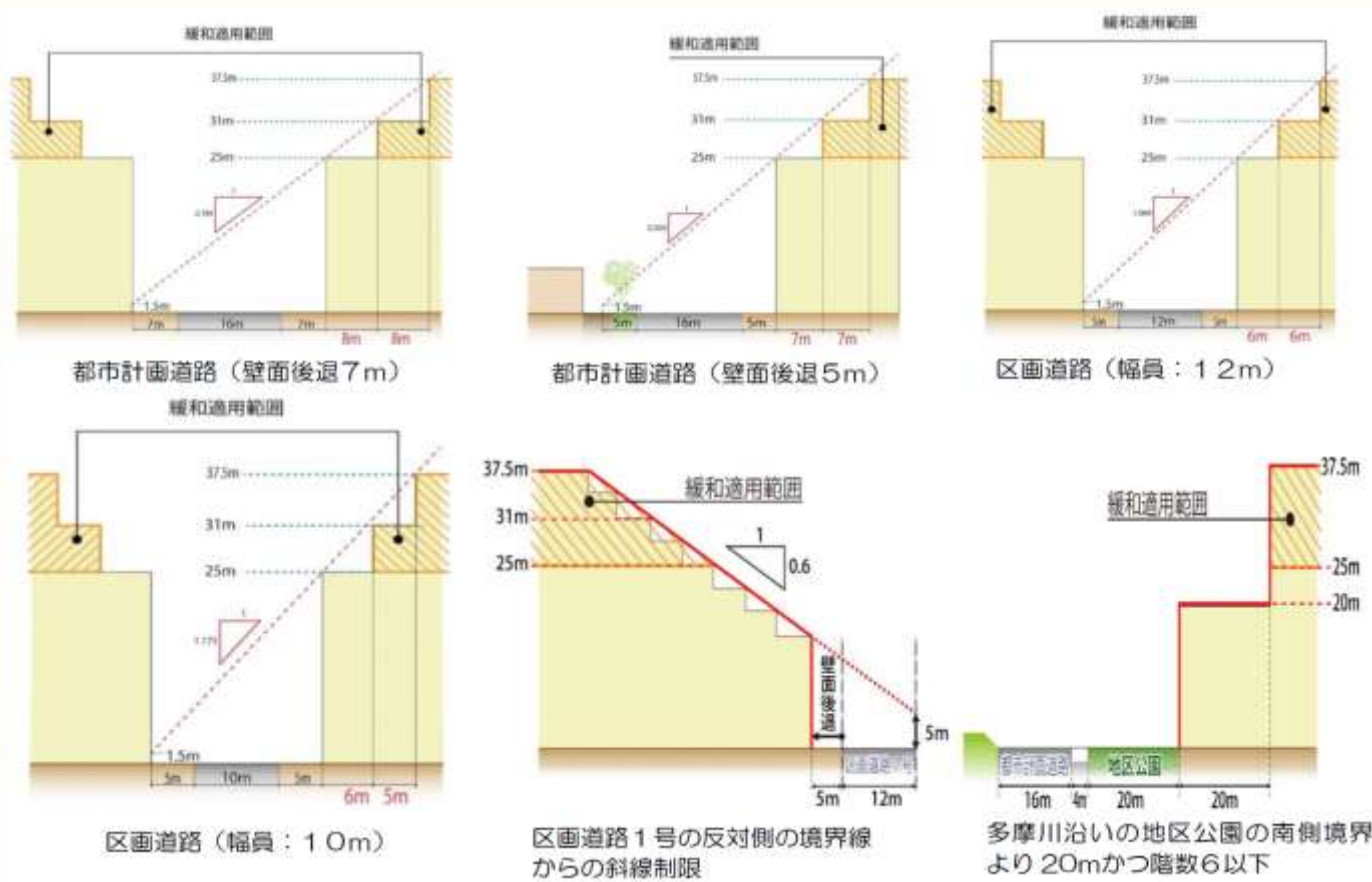 緩和適用範囲
37.5m
31m
25m
1
1.5m
7m
16m
7m
8m
8m
都市計画道路（壁面後退7m）
緩和適用範囲
37.5m
31m
25m
1
1.5m
5m
16m
5m
7m
7m
都市計画道路（壁面後退5m）
緩和適用範囲
37.5m
31m
25m
1
1.5m
5m
12m
5m
6m
6m
区画道路（幅員：12m）
緩和適用範囲
37.5m
31m
25m
1
1.5m
5m
10m
5m
6m
5m
区画道路（幅員：10m）
37.5m
31m
25m
緩和適用範囲
1
0.6
壁面後退
5m
区画道路1号
5m
12m
区画道路1号の反対側の境界線
からの斜線制限
37.5m
緩和適用範囲
25m
20m
都市計画道路
地区公園
16m
4m
20m
20m
多摩川沿いの地区公園の南側境界
より20mかつ階数6以下